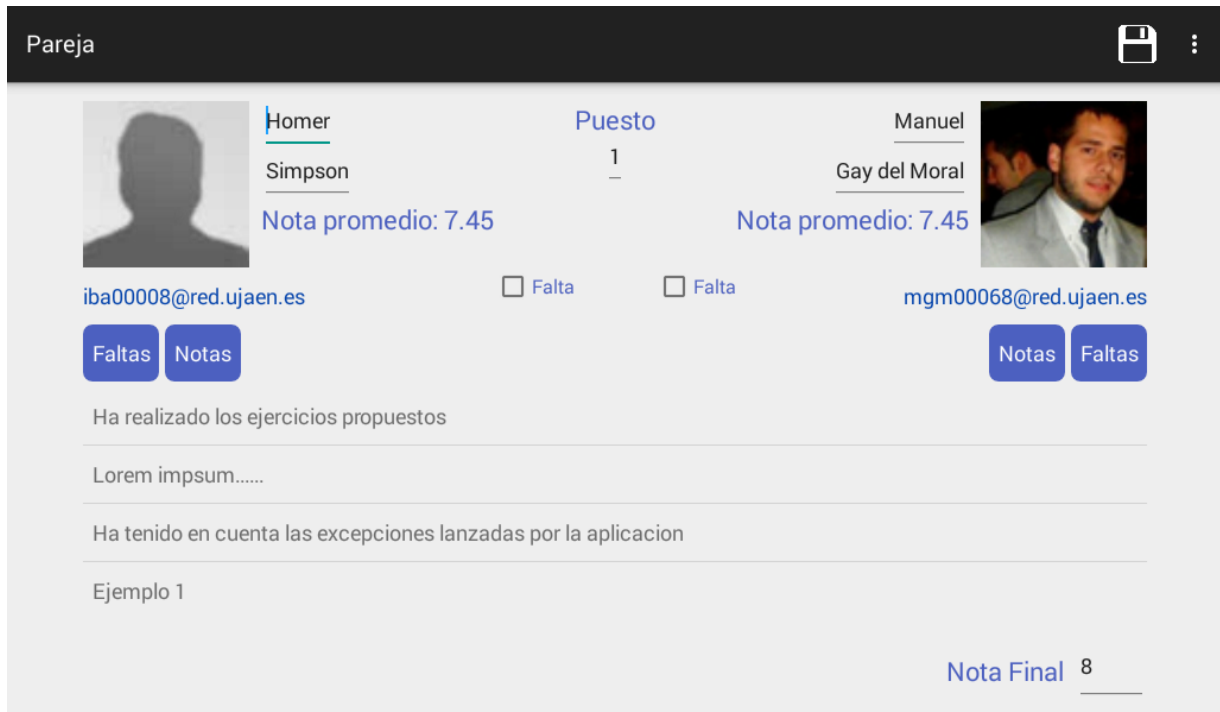 Pareja
Homer Puesto Manuel
Simpson 1 Gay del Moral
Nota promedio: 7.45 Nota promedio: 7.45
iba00008@red.ujaen.es Falta Falta mgm00068@red.ujaen.es
Faltas Notas Notas Faltas
Ha realizado los ejercicios propuestos
Lorem impsum......
Ha tenido en cuenta las excepciones lanzadas por la aplicacion
Ejemplo 1
Nota Final 8